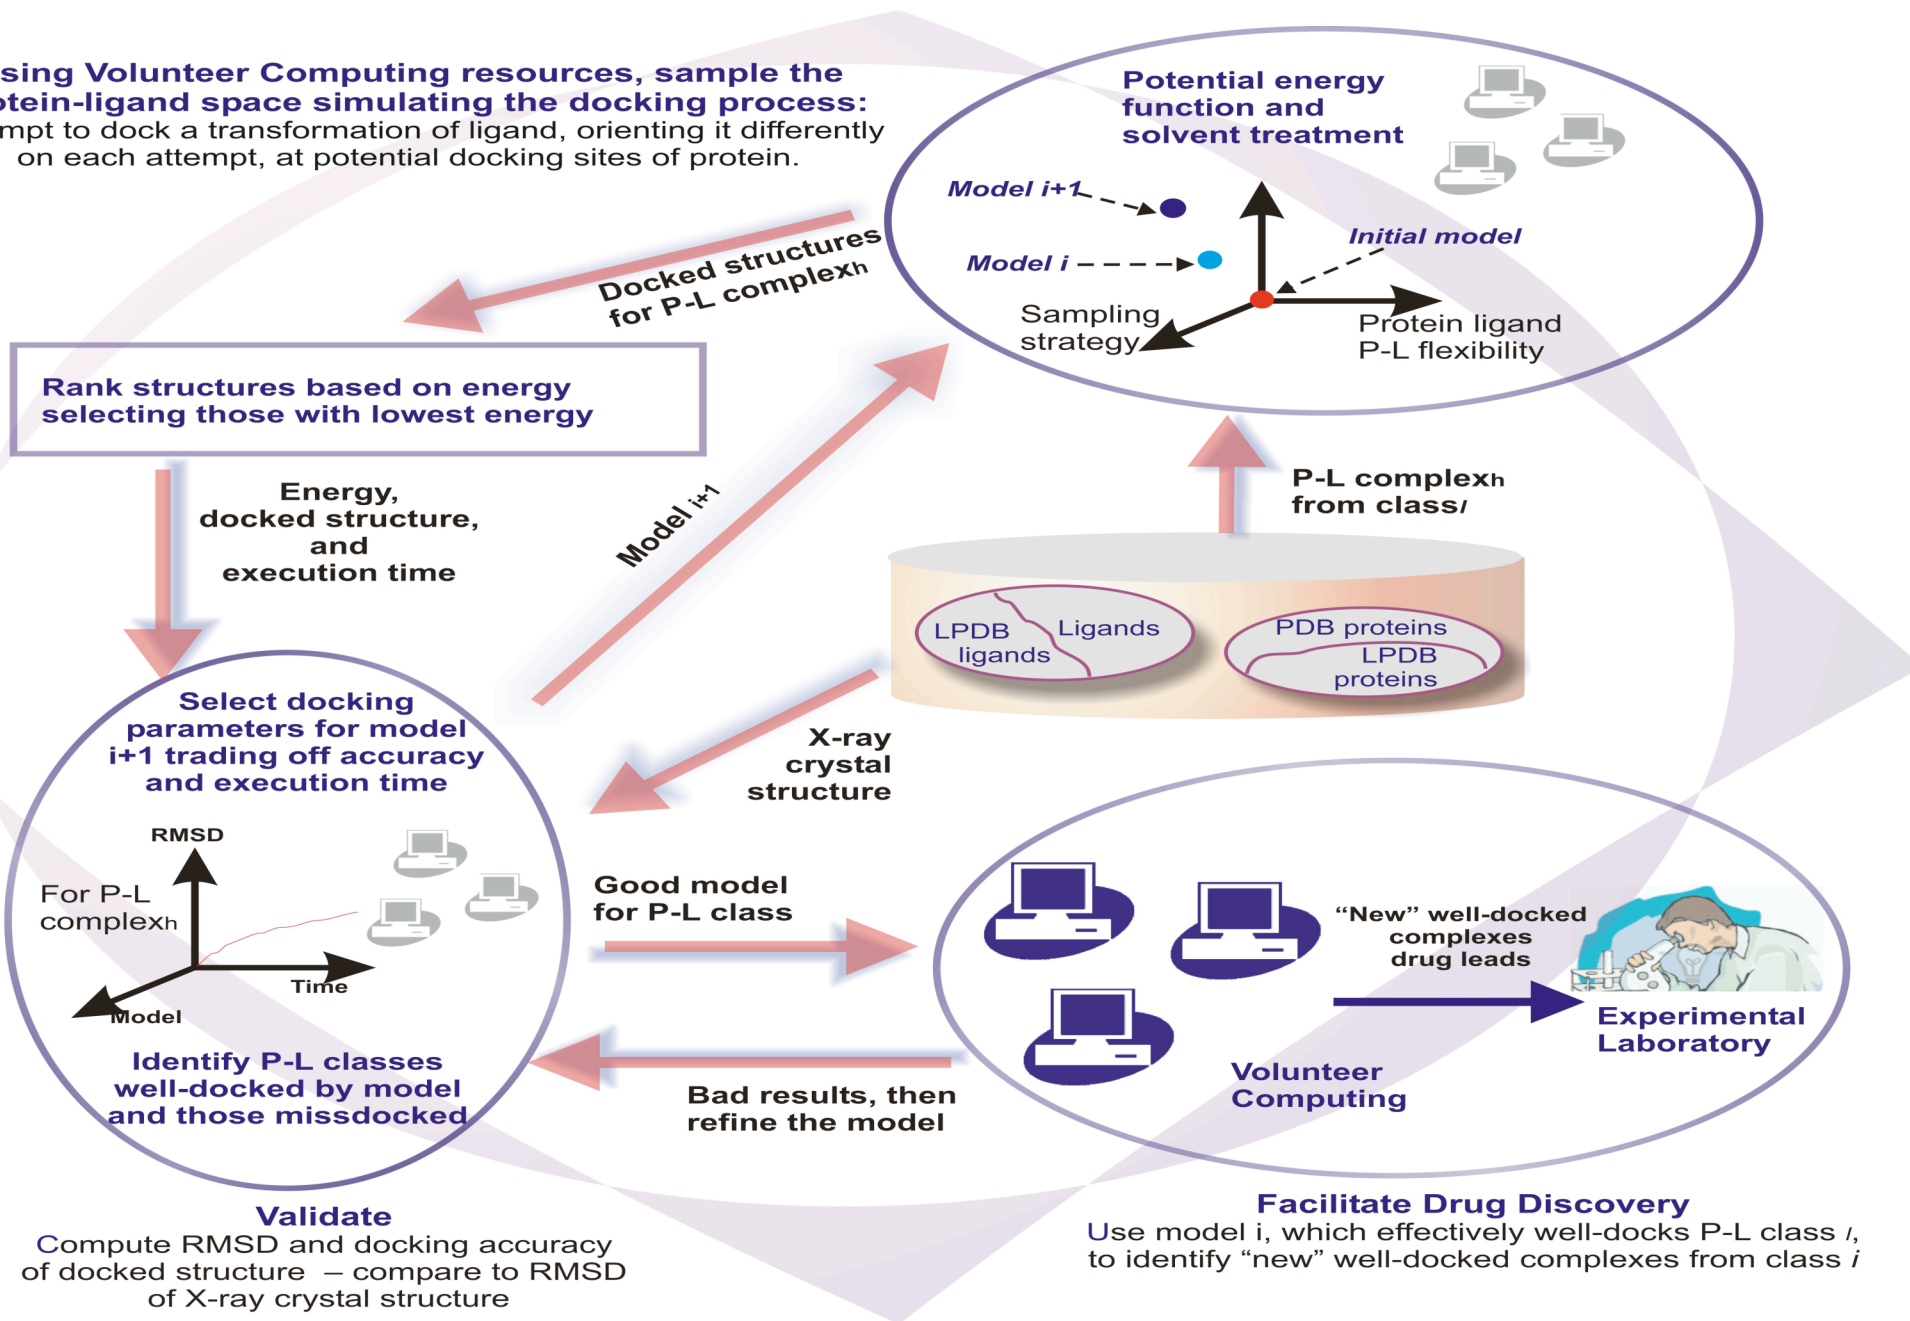 sing Volunteer Computing resources, sample the
otein-ligand space simulating the docking process:
mpt to dock a transformation of ligand, orienting it differently
on each attempt, at potential docking sites of protein.
Potential energy
function and
solvent treatment
Model i+1
Model i
Initial model
Sampling
strategy
Protein ligand
P-L flexibility
Docked structures
for P-L complexh
Rank structures based on energy
selecting those with lowest energy
Energy,
docked structure,
and
execution time
Model i+1
P-L complexh
from classl
LPDB
ligands
Ligands
PDB proteins
LPDB
proteins
X-ray
crystal
structure
Select docking
parameters for model
i+1 trading off accuracy
and execution time
RMSD
For P-L
complexh
Time
Model
Identify P-L classes
well-docked by model
and those missdocked
Good model
for P-L class
Bad results, then
refine the model
“New” well-docked
complexes
drug leads
Experimental
Laboratory
Volunteer
Computing
Validate
Compute RMSD and docking accuracy
of docked structure – compare to RMSD
of X-ray crystal structure
Facilitate Drug Discovery
Use model i, which effectively well-docks P-L class l,
to identify “new” well-docked complexes from class i